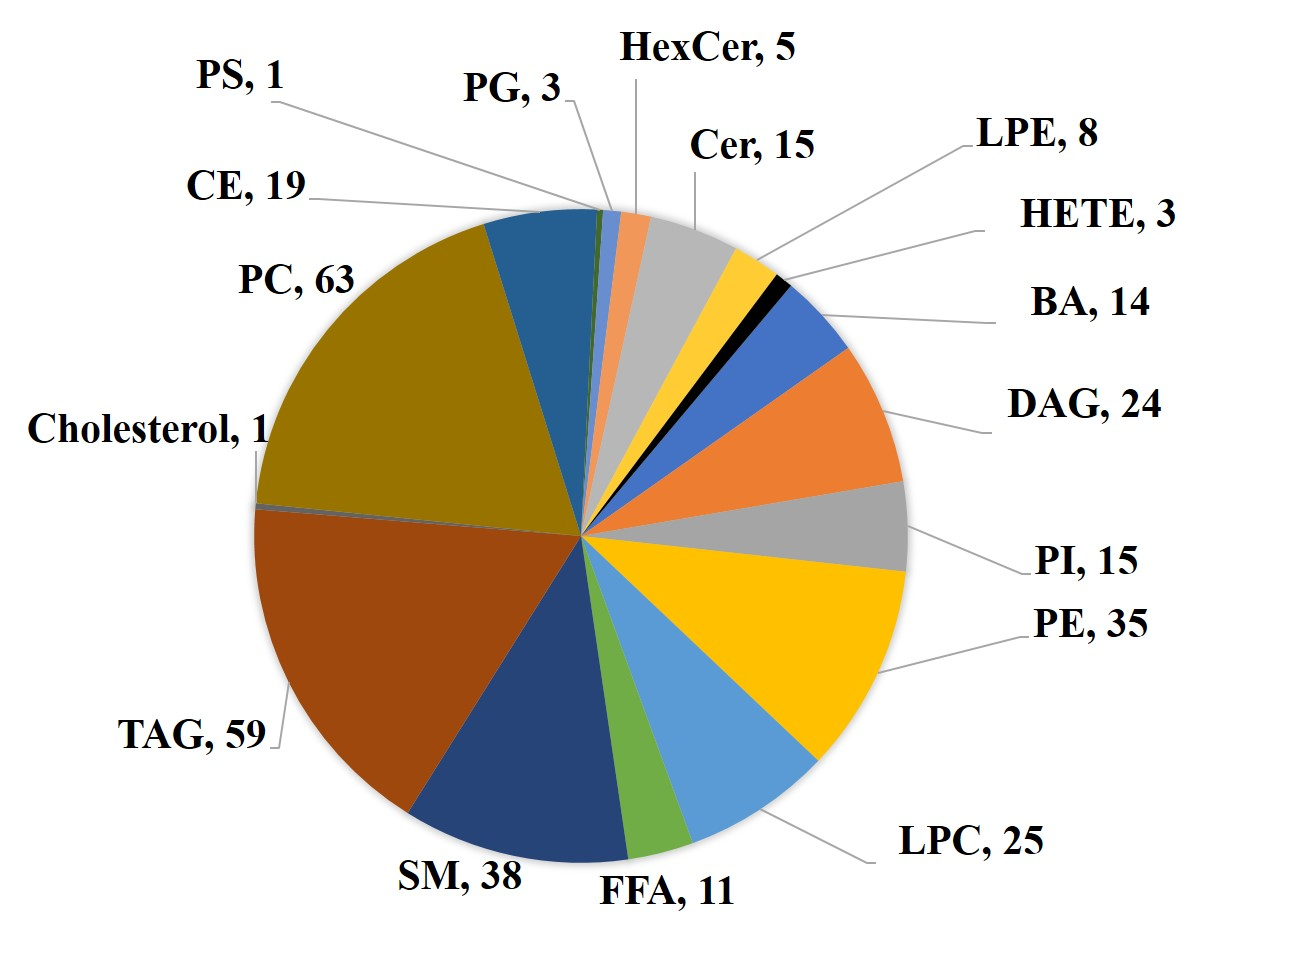 HexCer, 5
PS, 1
PG, 3
Cer, 15
LPE, 8
CE, 19
HETE, 3
PC, 63
BA, 14
DAG, 24
Cholesterol, 1
PI, 15
PE, 35
TAG, 59
LPC, 25
SM, 38
FFA, 11